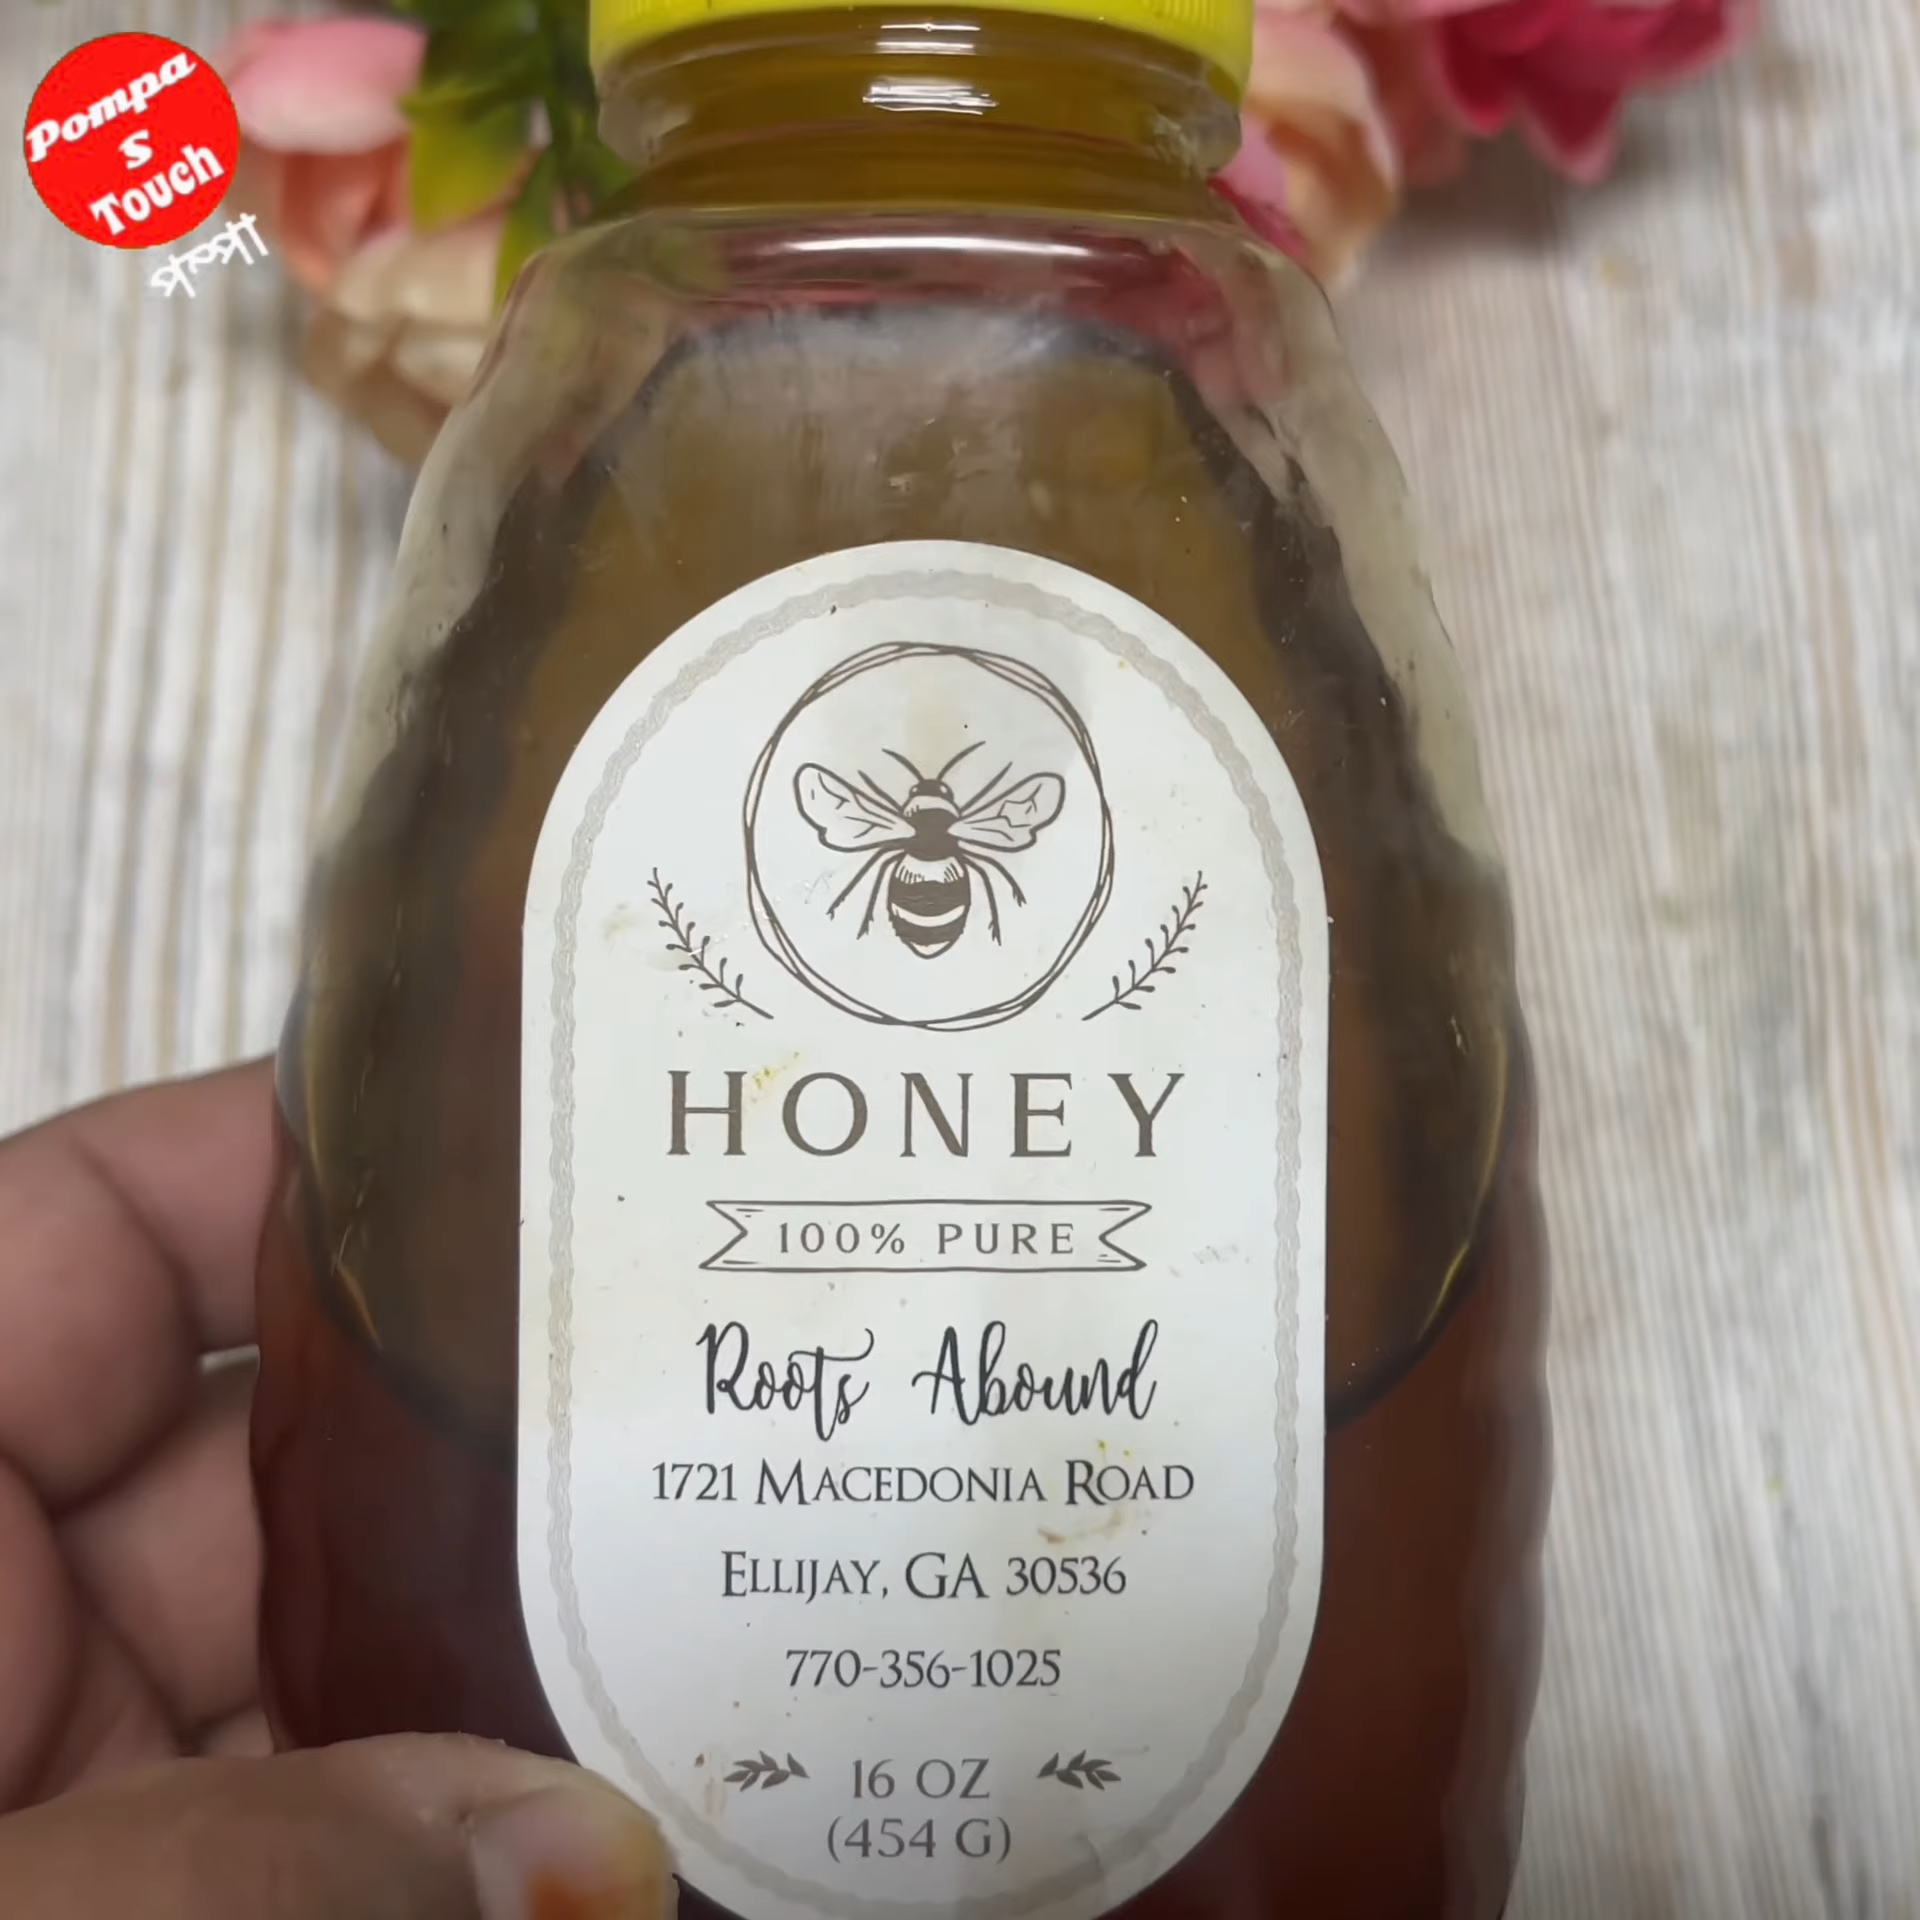 Pompa
s
Touch
পম্পা
HONEY
100% PURE
Roots Abound
1721 MACEDONIA ROAD
ELLIJAY, GA 30536
770-356-1025
16 OZ
(454 G)